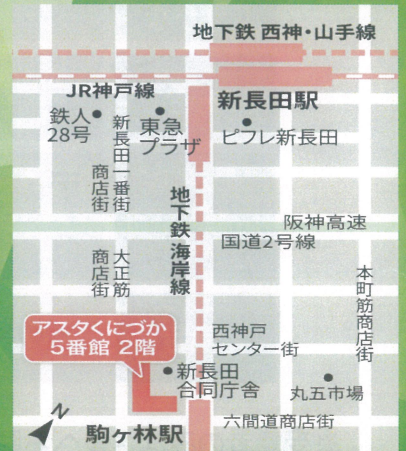 地下鉄 西神・山手線
JR神戸線
新長田駅
鉄人
28号
新長田一番街
商店街
東急
プラザ
ピフレ新長田
地下鉄 海岸線
阪神高速
国道2号線
大正筋
商店街
本町筋商店街
アスタくにづか
5番館 2階
西神戸
センター街
新長田
合同庁舎
丸五市場
六間道商店街
N
駒ヶ林駅